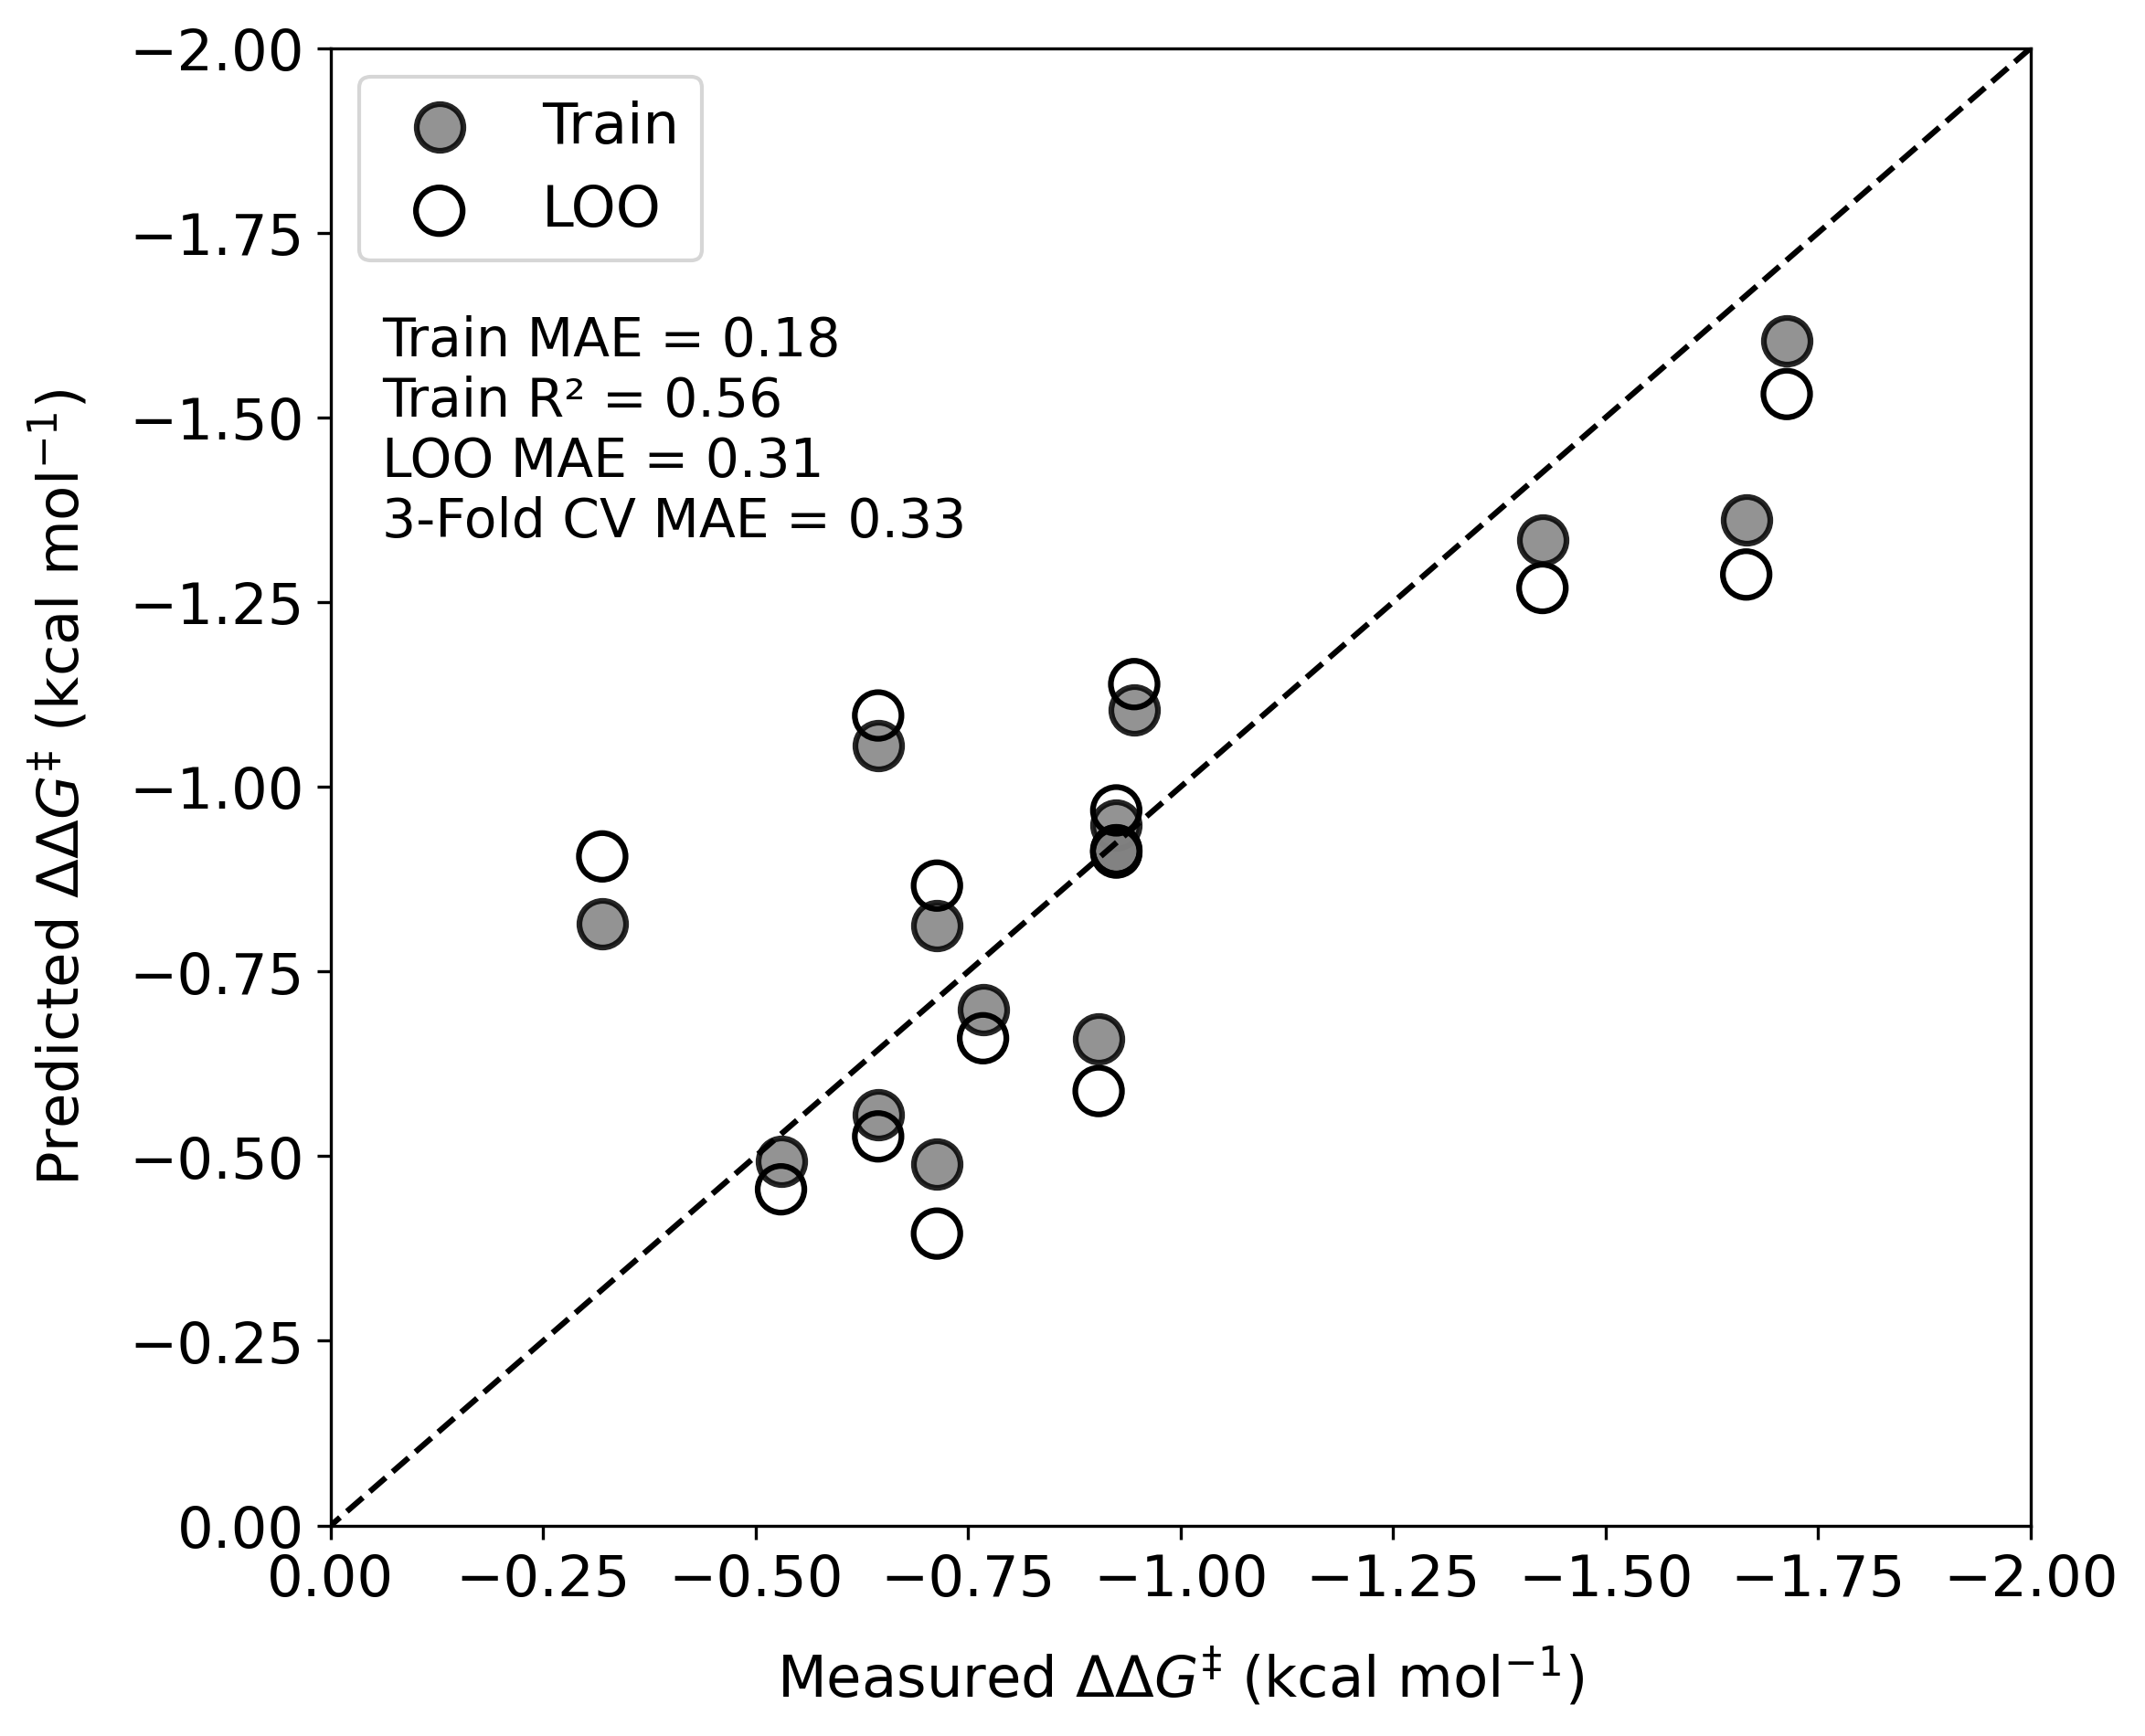 −2.00
−1.75
−1.50
−1.25
−1.00
−0.75
−0.50
−0.25
0.00
Predicted ΔΔG‡ (kcal mol⁻¹)
Train
LOO
Train MAE = 0.18
Train R² = 0.56
LOO MAE = 0.31
3-Fold CV MAE = 0.33
0.00 −0.25 −0.50 −0.75 −1.00 −1.25 −1.50 −1.75 −2.00
Measured ΔΔG‡ (kcal mol⁻¹)